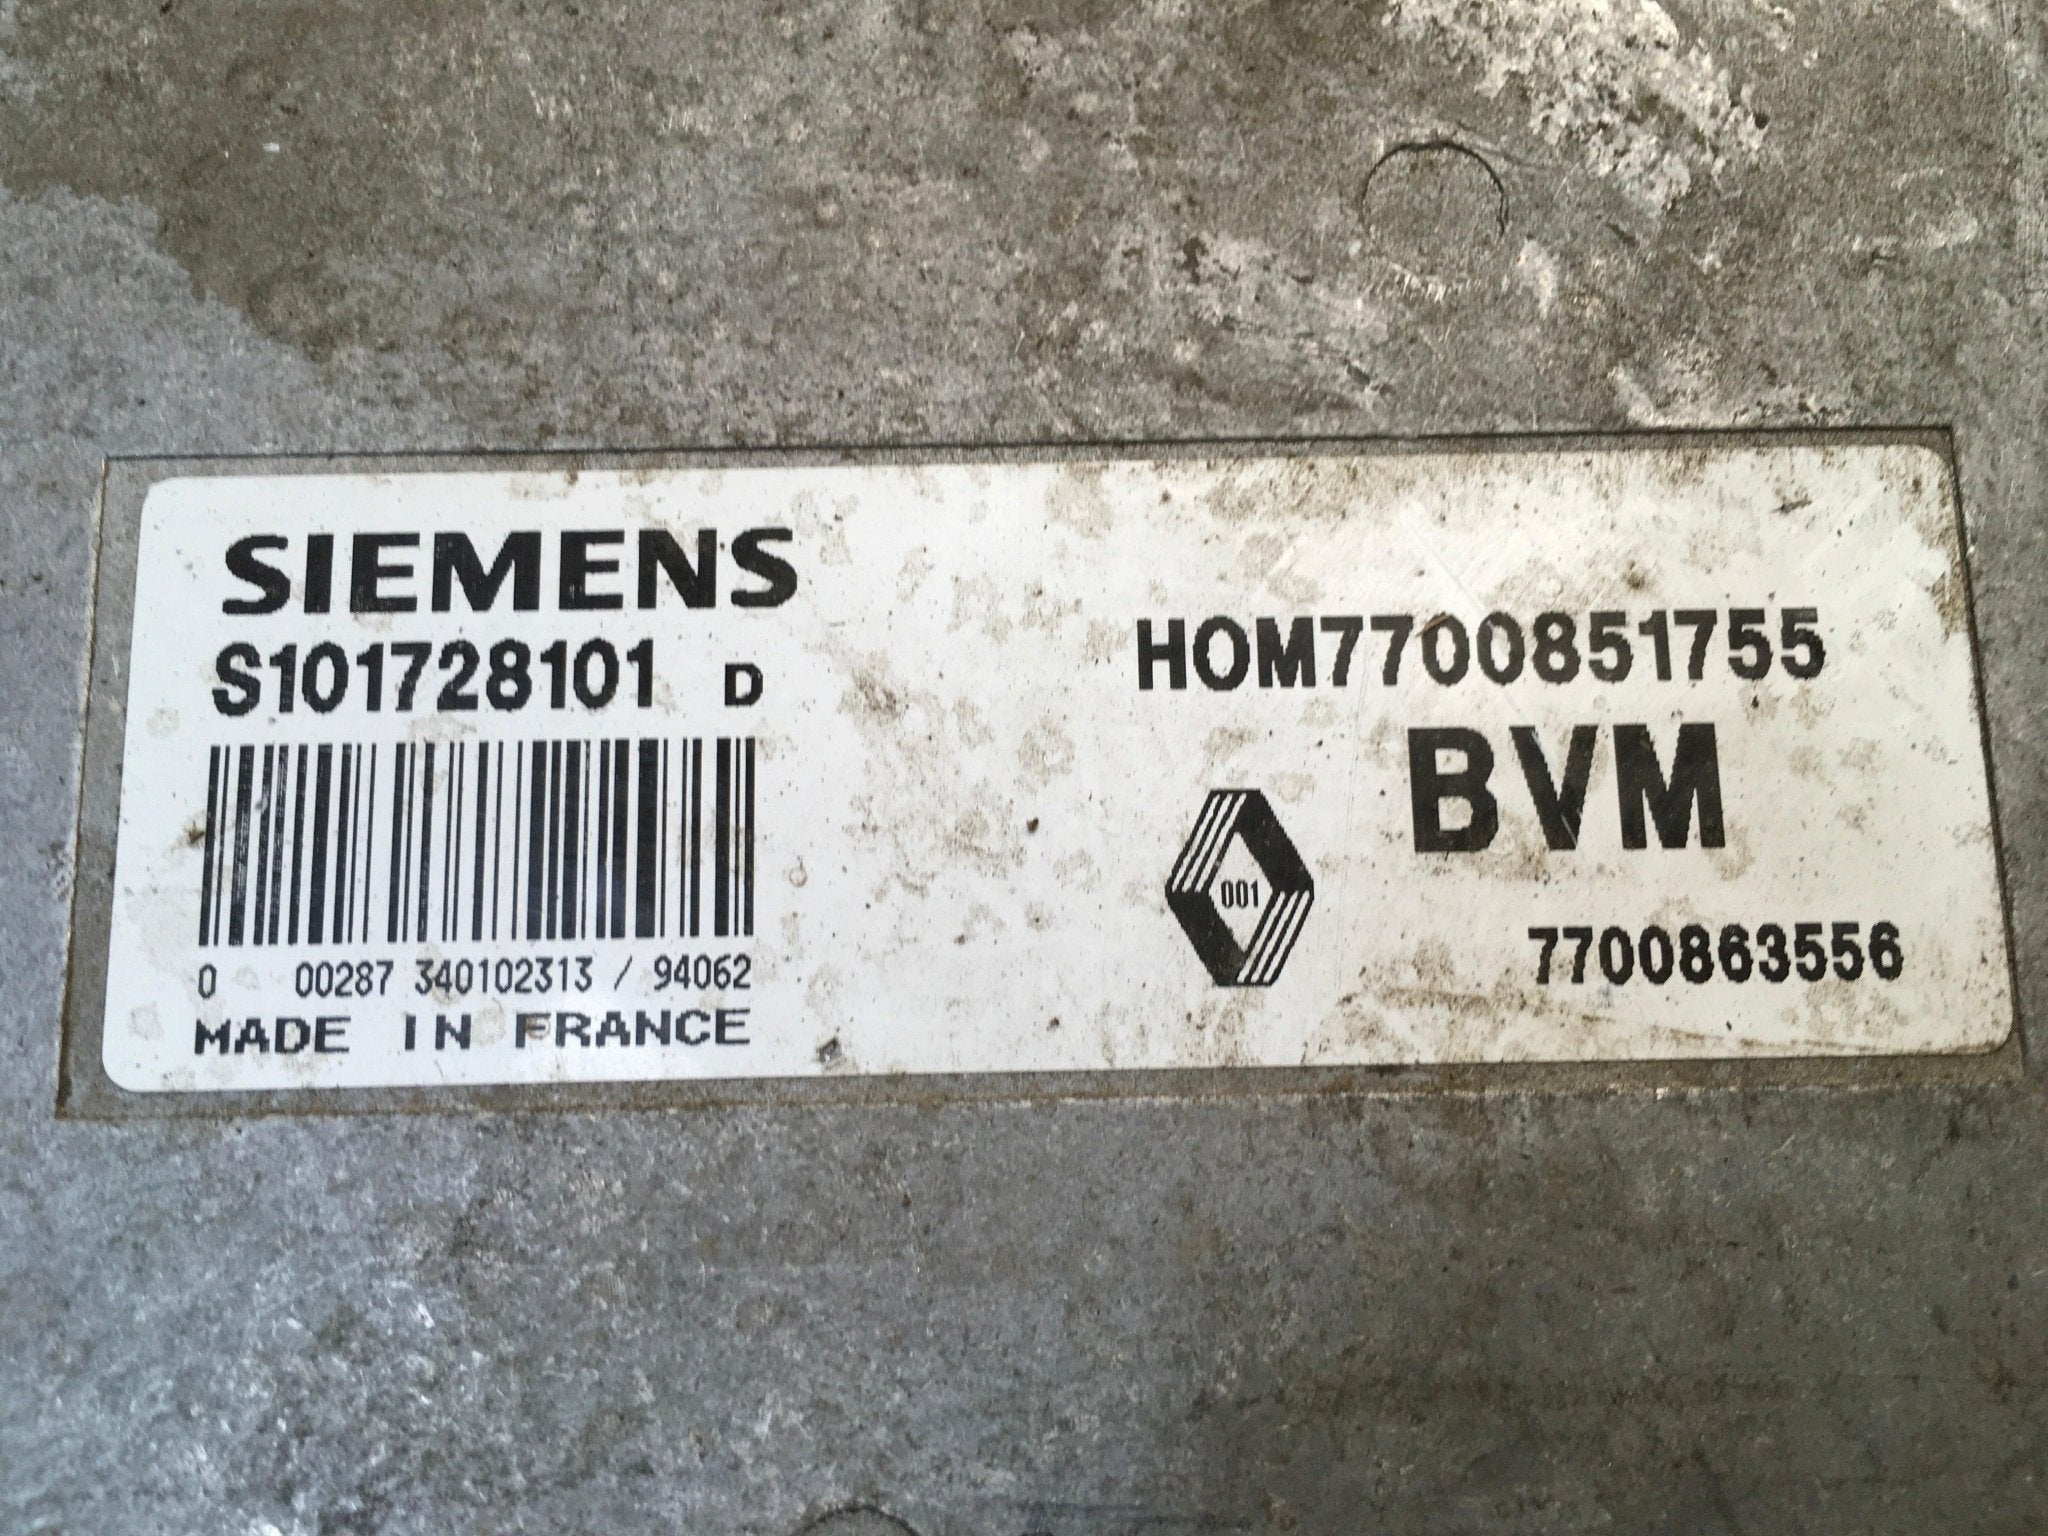 SIEMENS
S101728101 D
0 00287 340102313 / 94062
MADE IN FRANCE
HOM7700851755
BVM
001
7700863556